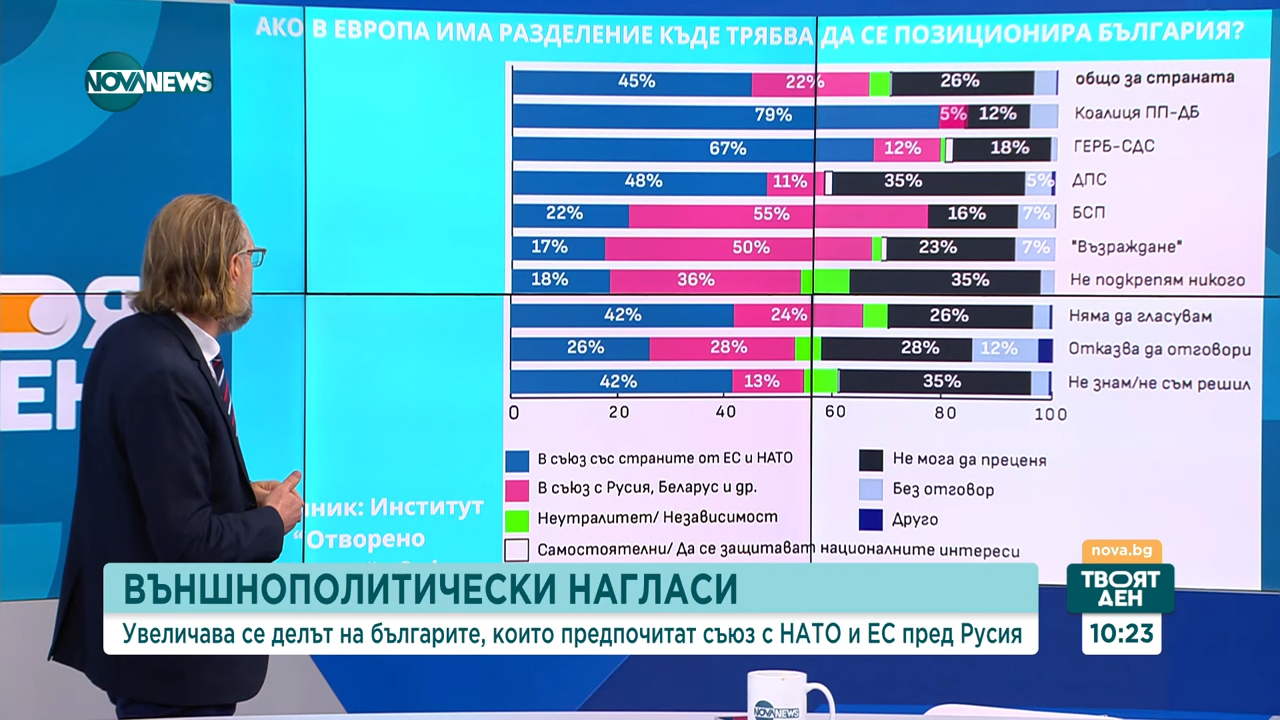 АКО В ЕВРОПА ИМА РАЗДЕЛЕНИЕ КЪДЕ ТРЯБВА ДА СЕ ПОЗИЦИОНИРА БЪЛГАРИЯ?
NOVANEWS
45% 22% 26% общо за страната
79% 5% 12% Коалиця ПП-ДБ
67% 12% 18% ГЕРБ-СДС
48% 11% 35% 5% ДПС
22% 55% 16% 7% БСП
17% 50% 23% 7% "Възраждане"
18% 36% 35% Не подкрепям никого
42% 24% 26% Няма да гласувам
26% 28% 28% 12% Отказва да отговори
42% 13% 35% Не знам/не съм решил
0 20 40 60 80 100
В съюз със страните от ЕС и НАТО
В съюз с Русия, Беларус и др.
Неутралитет/ Независимост
Самостоятелни/ Да се защитават националните интереси
Не мога да преценя
Без отговор
Друго
Институт
"Отворено
ВЪНШНОПОЛИТИЧЕСКИ НАГЛАСИ
Увеличава се делът на българите, които предпочитат съюз с НАТО и ЕС пред Русия
nova.bg
ТВОЯТ
ДЕН
10:23
NOVANEWS